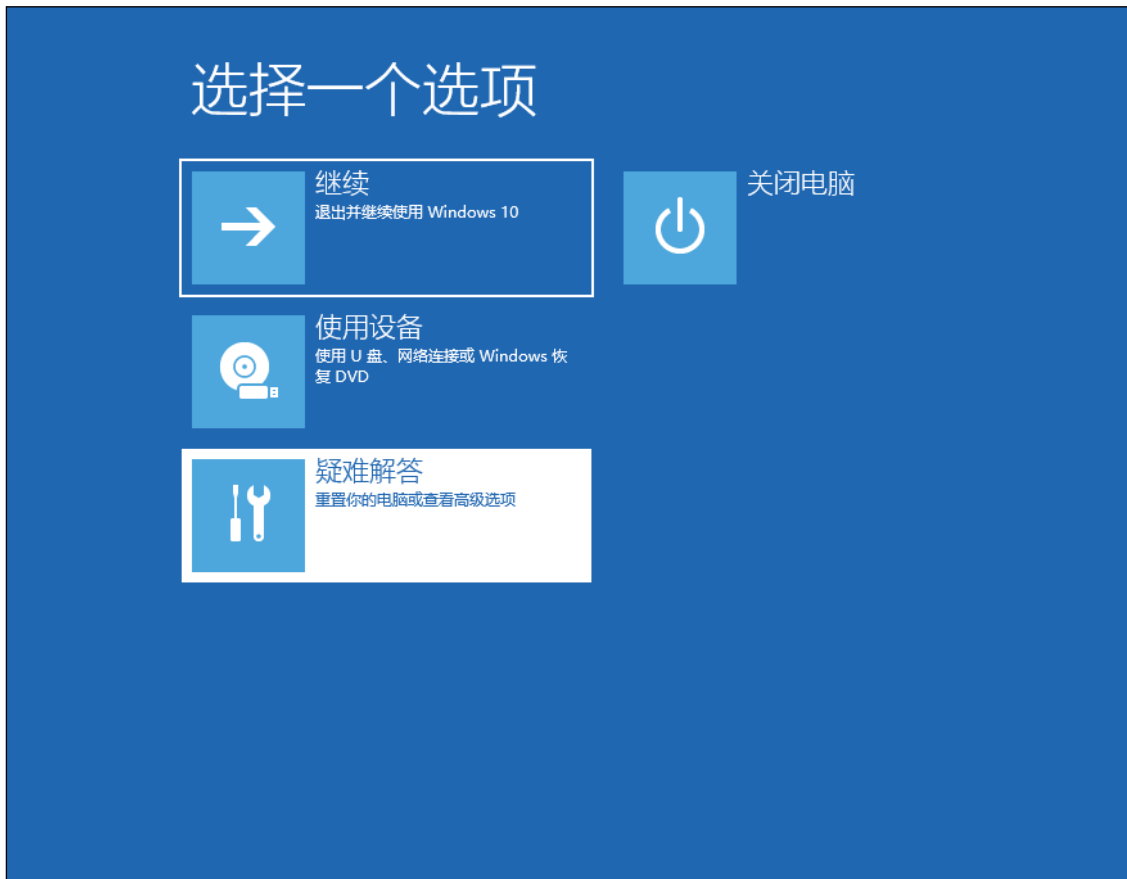 选择一个选项
继续
退出并继续使用 Windows 10
关闭电脑
使用设备
使用 U 盘、网络连接或 Windows 恢
复 DVD
疑难解答
重置你的电脑或查看高级选项